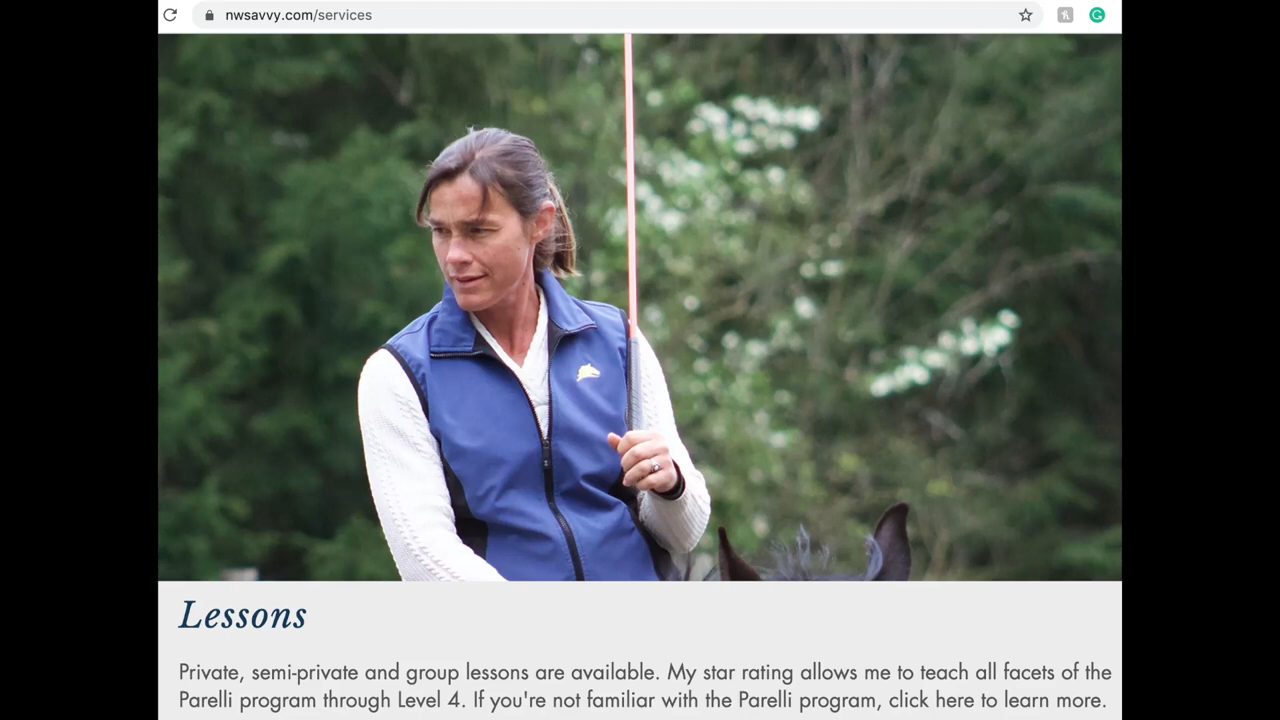 nwsavvy.com/services
Lessons
Private, semi-private and group lessons are available. My star rating allows me to teach all facets of the
Parelli program through Level 4. If you're not familiar with the Parelli program, click here to learn more.